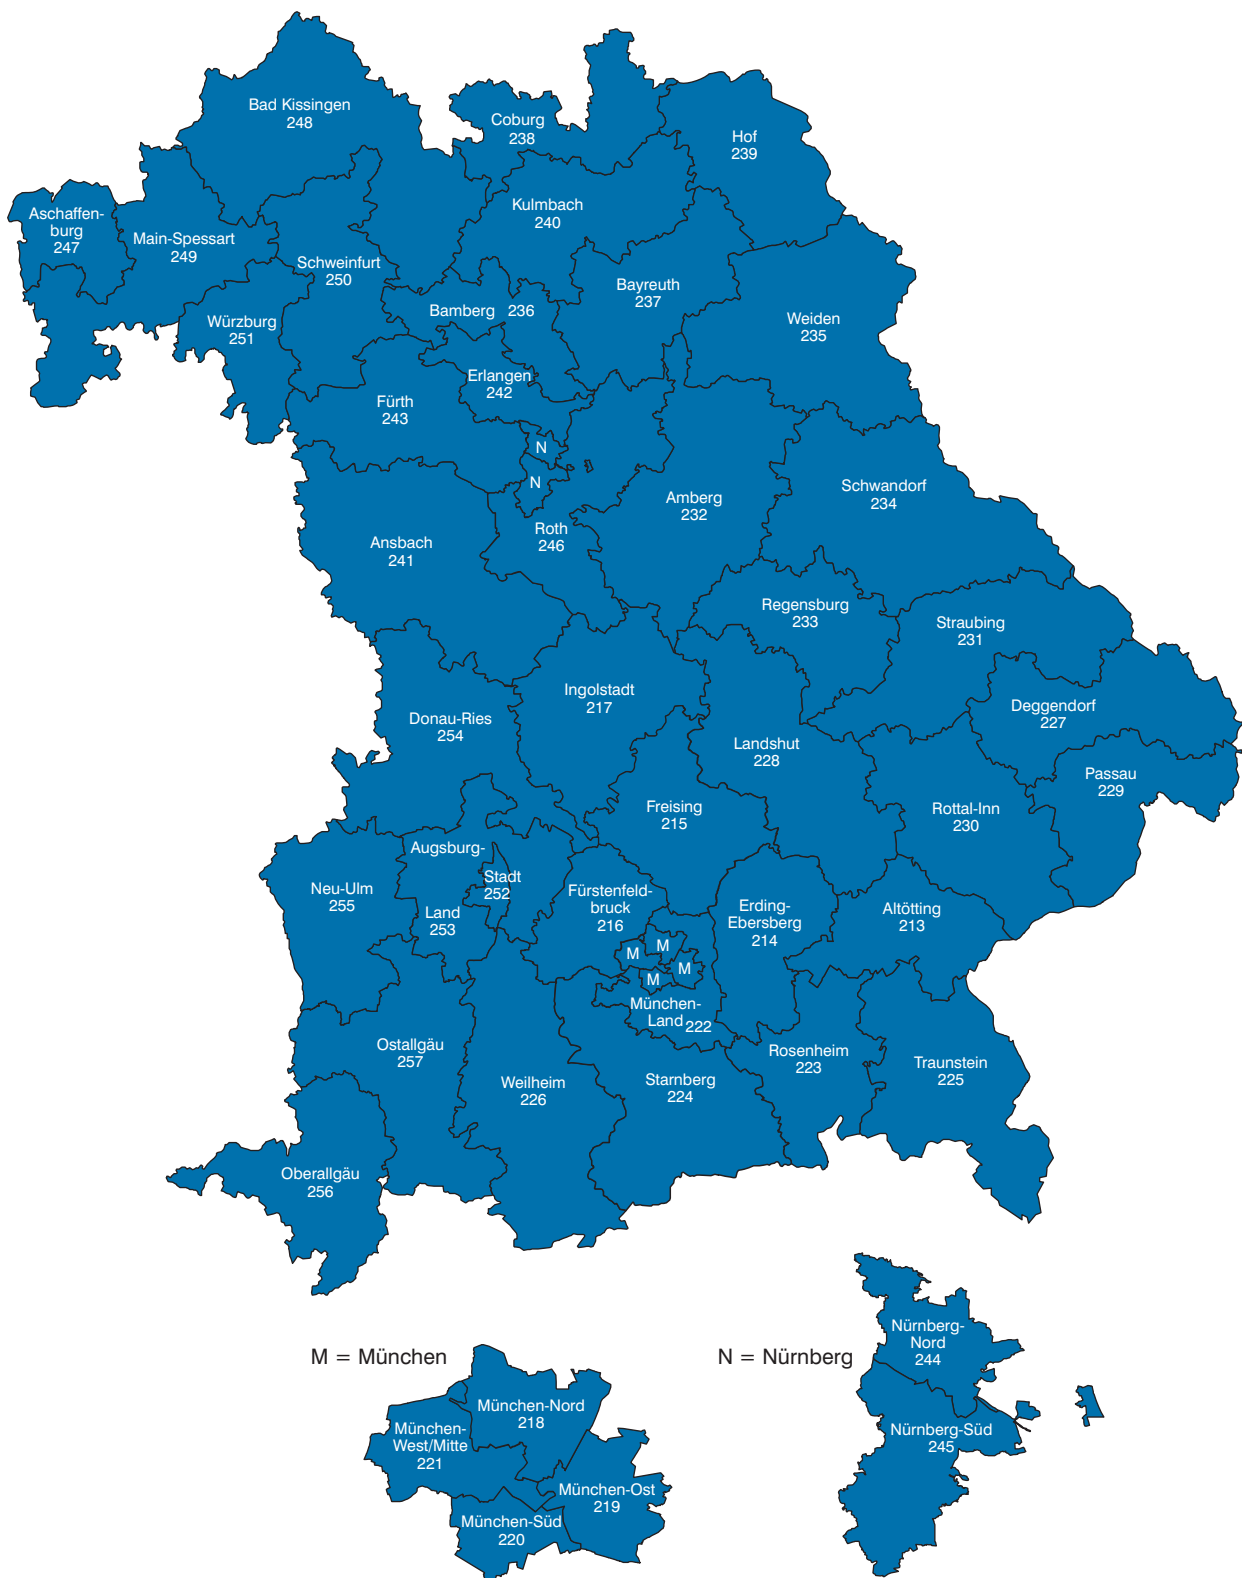 Bad Kissingen
248
Coburg
238
Hof
239
Kulmbach
240
Aschaffen-
burg
247
Main-Spessart
249
Schweinfurt
250
Bayreuth
237
Bamberg 236
Würzburg
251
Weiden
235
Erlangen
242
Fürth
243
N
N
Schwandorf
234
Amberg
232
Roth
246
Ansbach
241
Regensburg
233
Straubing
231
Ingolstadt
217
Deggendorf
227
Donau-Ries
254
Landshut
228
Passau
229
Freising
215
Rottal-Inn
230
Augsburg-
Stadt
252
Land
253
Neu-Ulm
255
Fürstenfeld-
bruck
216
Erding-
Ebersberg
214
Altötting
213
M
M
M
M
München-
Land 222
Ostallgäu
257
Rosenheim
223
Traunstein
225
Weilheim
226
Starnberg
224
Oberallgäu
256
M = München
N = Nürnberg
Nürnberg-
Nord
244
Nürnberg-Süd
245
München-Nord
218
München-
West/Mitte
221
München-Ost
219
München-Süd
220